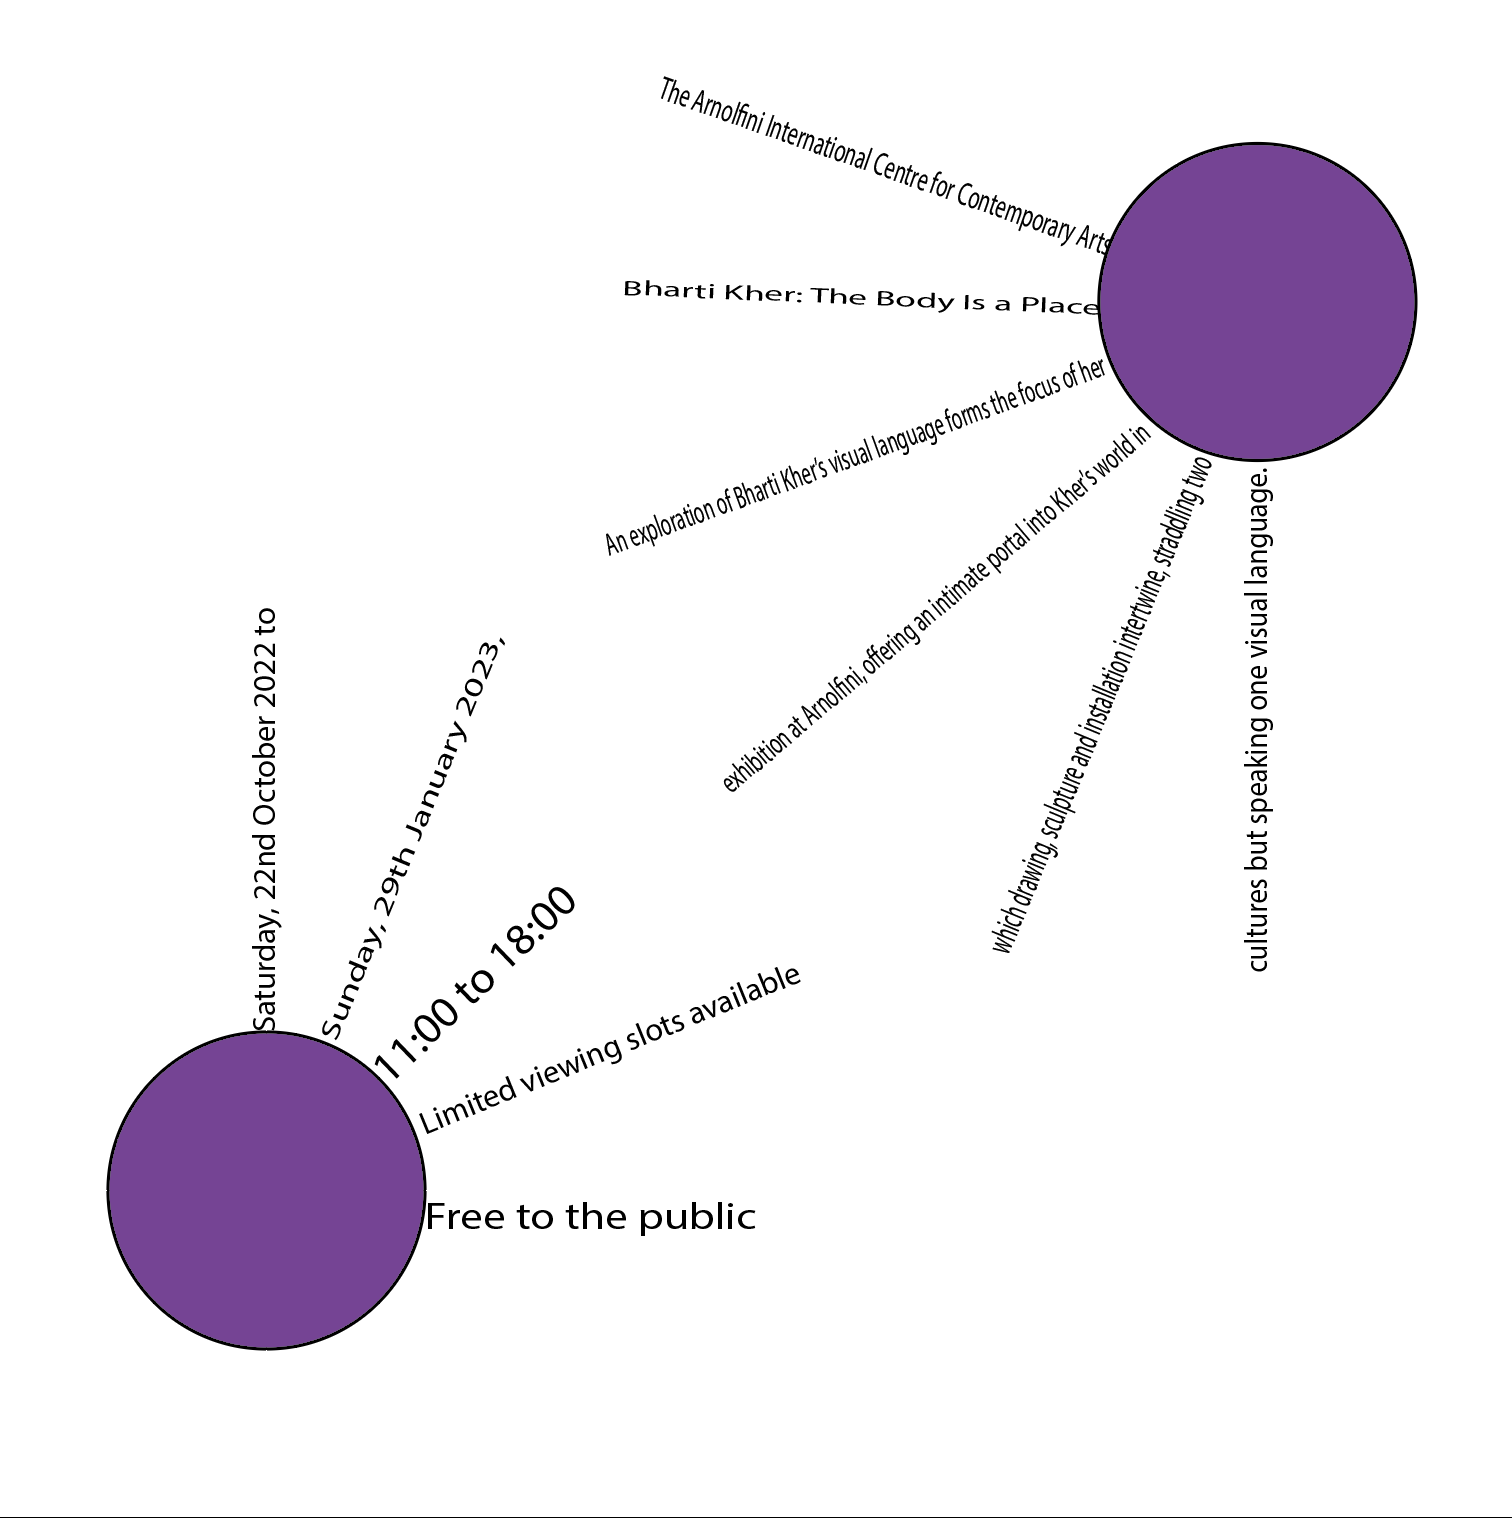 The Arnolfini International Centre for Contemporary Arts
Bharti Kher: The Body Is a Place
An exploration of Bharti Kher's visual language forms the focus of her
exhibition at Arnolfini, offering an intimate portal into Kher's world in
which drawing, sculpture and installation intertwine, straddling two
cultures but speaking one visual language.
Saturday, 22nd October 2022 to
Sunday, 29th January 2023,
11:00 to 18:00
Limited viewing slots available
Free to the public